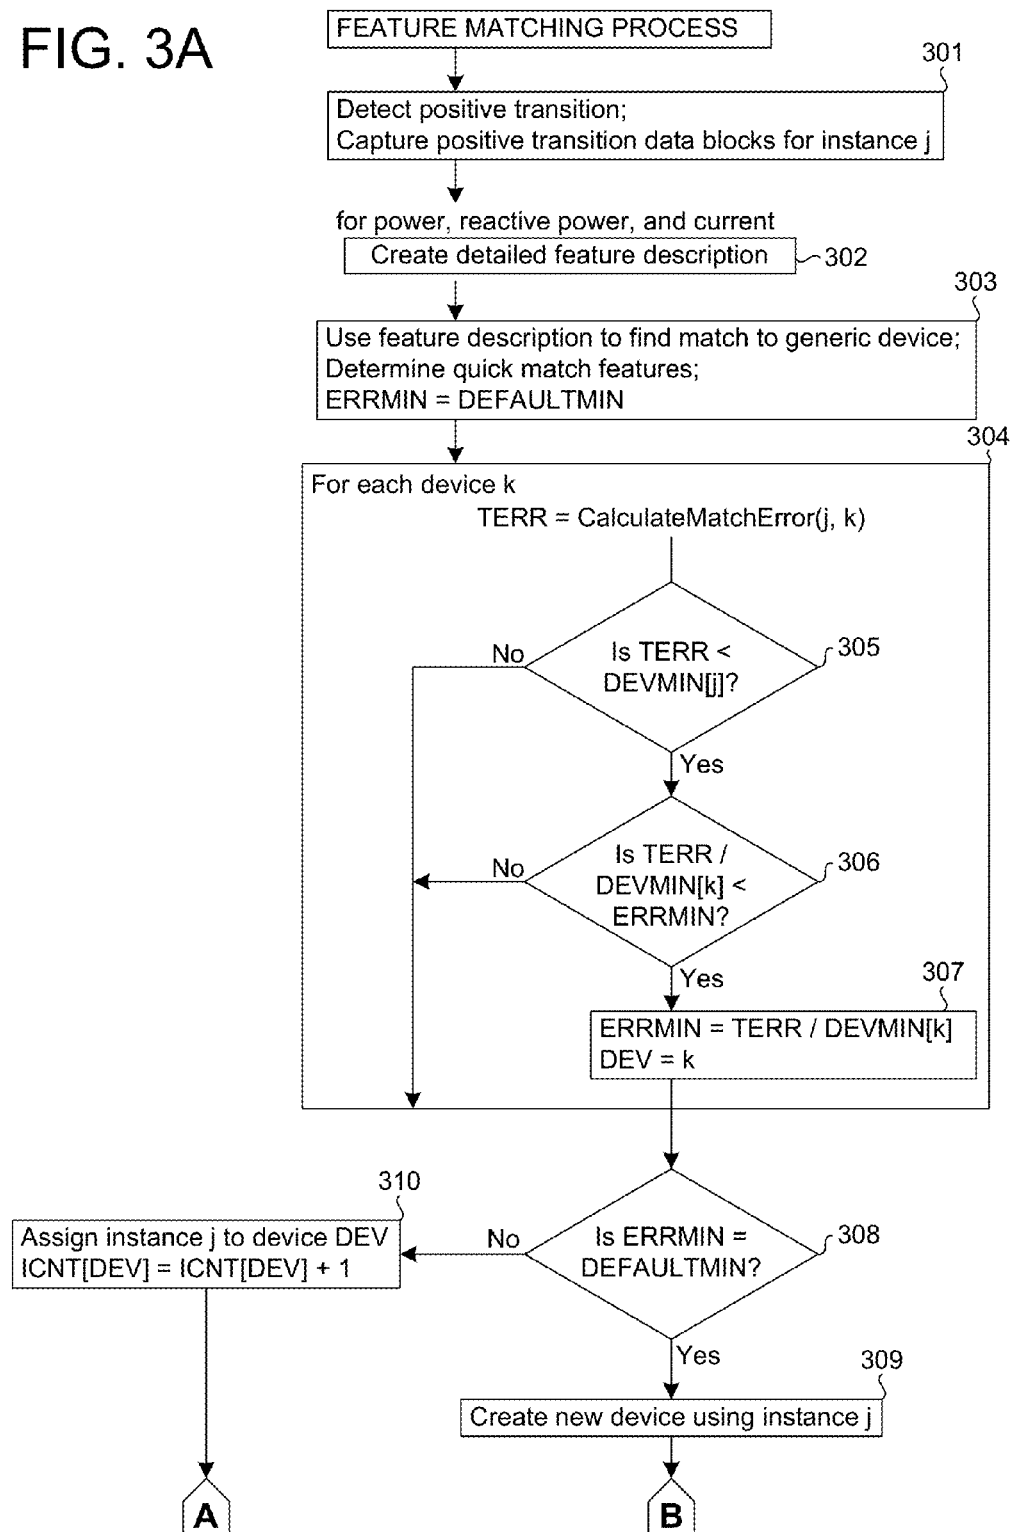 FIG. 3A
FEATURE MATCHING PROCESS
301
Detect positive transition;
Capture positive transition data blocks for instance j
for power, reactive power, and current
Create detailed feature description
302
303
Use feature description to find match to generic device;
Determine quick match features;
ERRMIN = DEFAULTMIN
304
For each device k
TERR = CalculateMatchError(j, k)
No
Is TERR <
DEVMIN[j]?
305
Yes
No
Is TERR /
DEVMIN[k] <
ERRMIN?
306
Yes
307
ERRMIN = TERR / DEVMIN[k]
DEV = k
310
Assign instance j to device DEV
ICNT[DEV] = ICNT[DEV] + 1
No
Is ERRMIN =
DEFAULTMIN?
308
Yes
309
Create new device using instance j
A
B